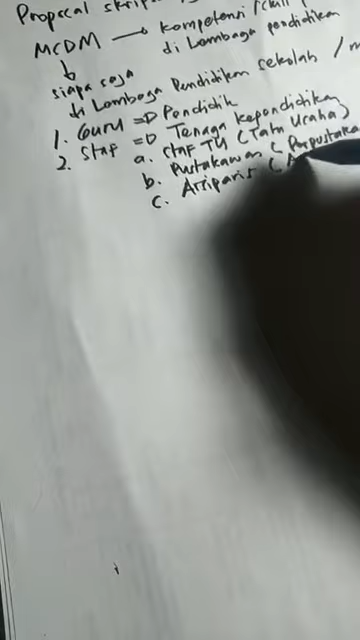 Proposal skrip
MCDM → kompetensi / skill
di Lembaga pendidikan
siapa saja
di Lembaga Pendidikan sekolah / m
1. Guru => Pendidik
2. Staf => Tenaga kependidikan
a. Staf TU (Tata Usaha)
b. Pustakawan (Perpustaka
c. Arsiparis (A